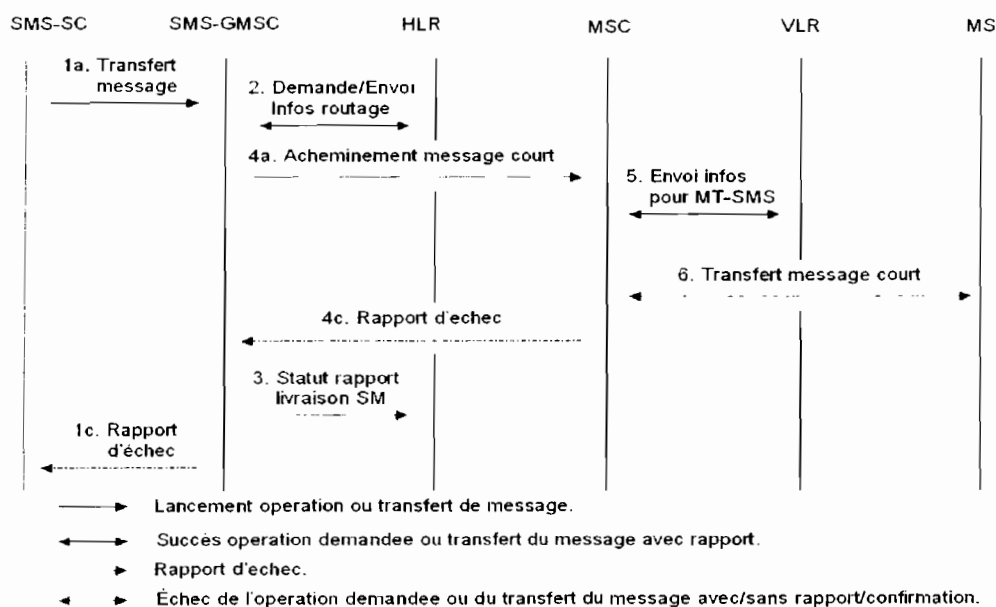 SMS-SC SMS-GMSC HLR MSC VLR MS
1a. Transfert
message
2. Demande/Envoi
Infos routage
4a. Acheminement message court
5. Envoi infos
pour MT-SMS
6. Transfert message court
4c. Rapport d'echec
3. Statut rapport
livraison SM
1c. Rapport
d'échec
Lancement operation ou transfert de message.
Succès operation demandee ou transfert du message avec rapport.
Rapport d'echec.
Échec de l'operation demandee ou du transfert du message avec/sans rapport/confirmation.